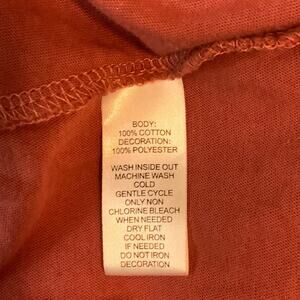 BODY:
100% COTTON
DECORATION:
100% POLYESTER
WASH INSIDE OUT
MACHINE WASH
COLD
GENTLE CYCLE
ONLY NON
CHLORINE BLEACH
WHEN NEEDED
DRY FLAT
COOL IRON
IF NEEDED
DO NOT IRON
DECORATION